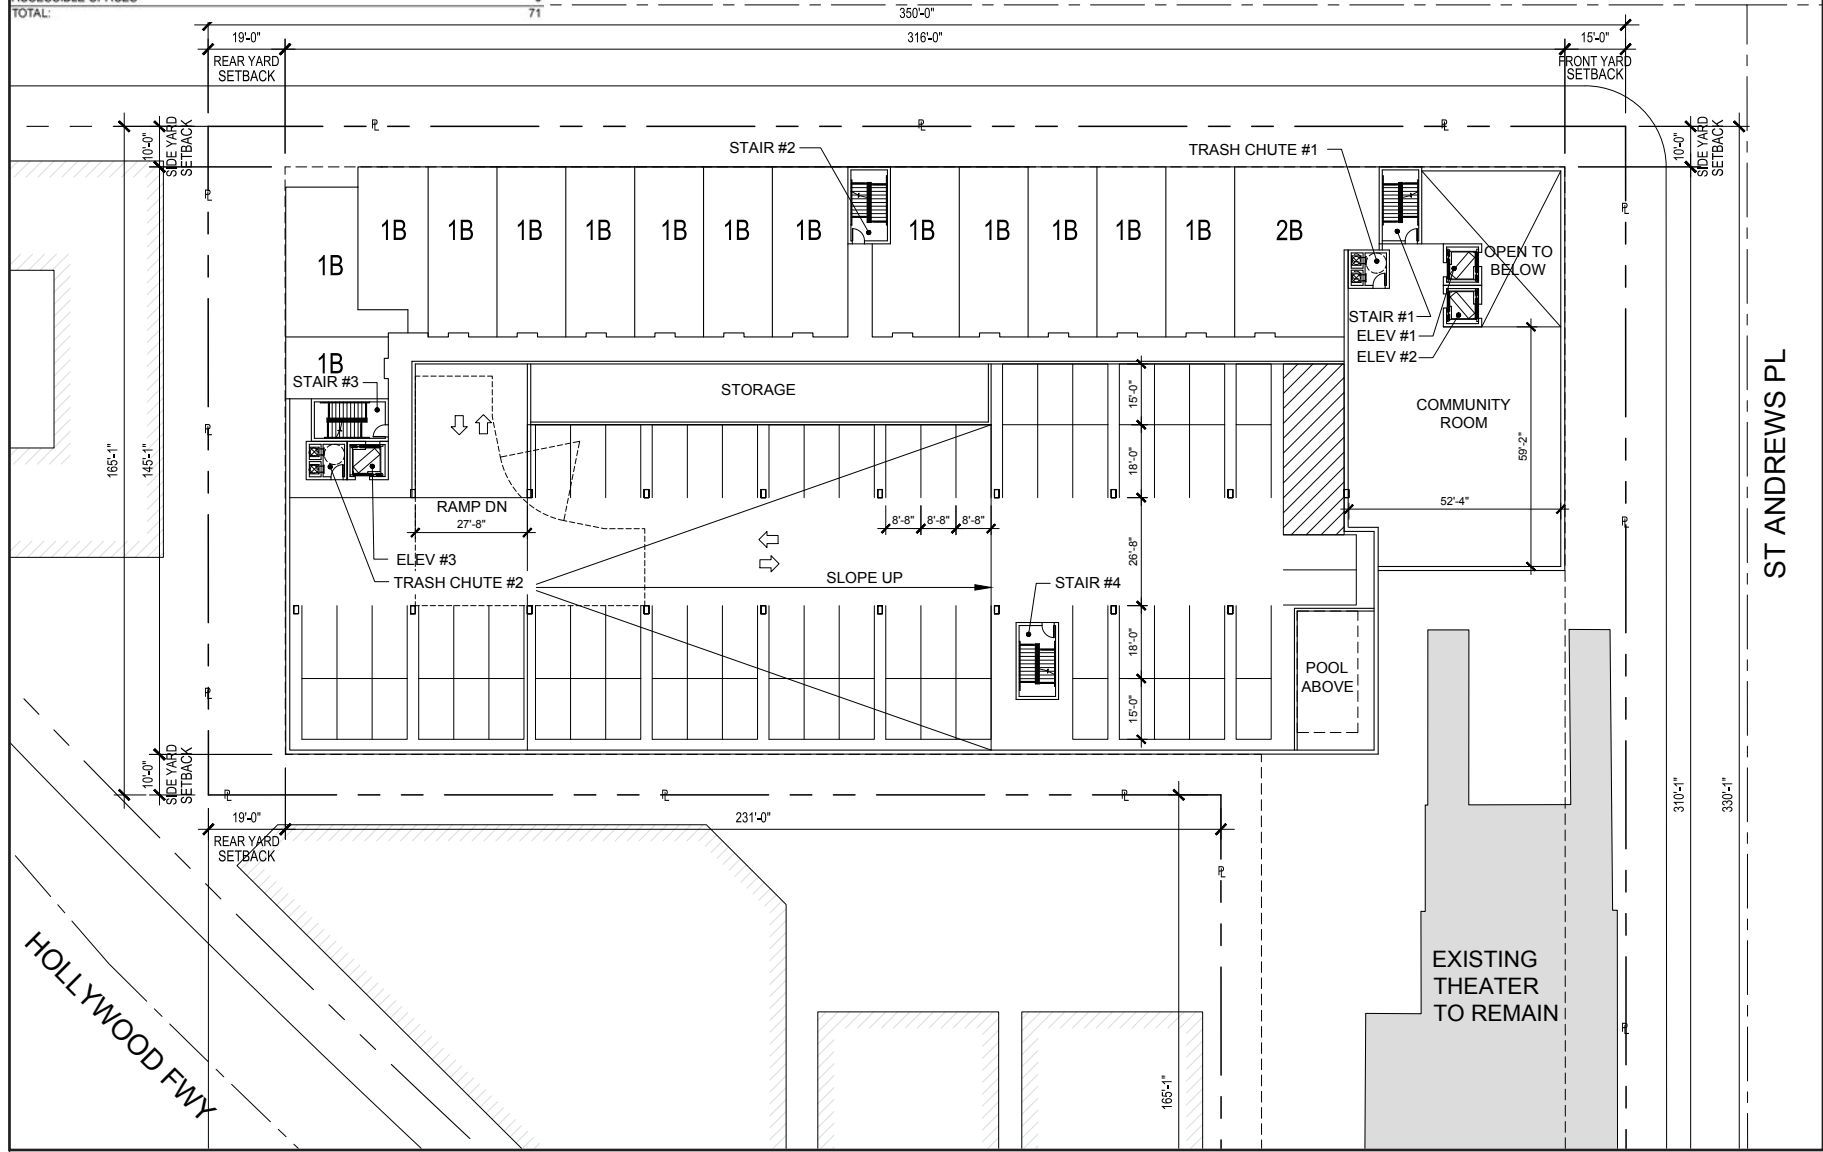 TOTAL: 71
350'-0"
19'-0"
316'-0"
15'-0"
REAR YARD
SETBACK
FRONT YARD
SETBACK
10'-0"
SIDE YARD
SETBACK
10'-0"
SIDE YARD
SETBACK
STAIR #2
TRASH CHUTE #1
1B
1B
1B
1B
1B
1B
1B
1B
1B
1B
1B
1B
2B
1B
OPEN TO
BELOW
STAIR #1
ELEV #1
ELEV #2
1B
STAIR #3
STORAGE
COMMUNITY
ROOM
15'-0"
18'-0"
59'-2"
52'-4"
165'-1"
145'-1"
RAMP DN
27'-8"
8'-8"
8'-8"
8'-8"
26'-8"
ELEV #3
TRASH CHUTE #2
SLOPE UP
STAIR #4
18'-0"
15'-0"
POOL
ABOVE
ST ANDREWS PL
10'-0"
SIDE YARD
SETBACK
310'-1"
330'-1"
19'-0"
231'-0"
REAR YARD
SETBACK
HOLLYWOOD FWY
165'-1"
EXISTING
THEATER
TO REMAIN